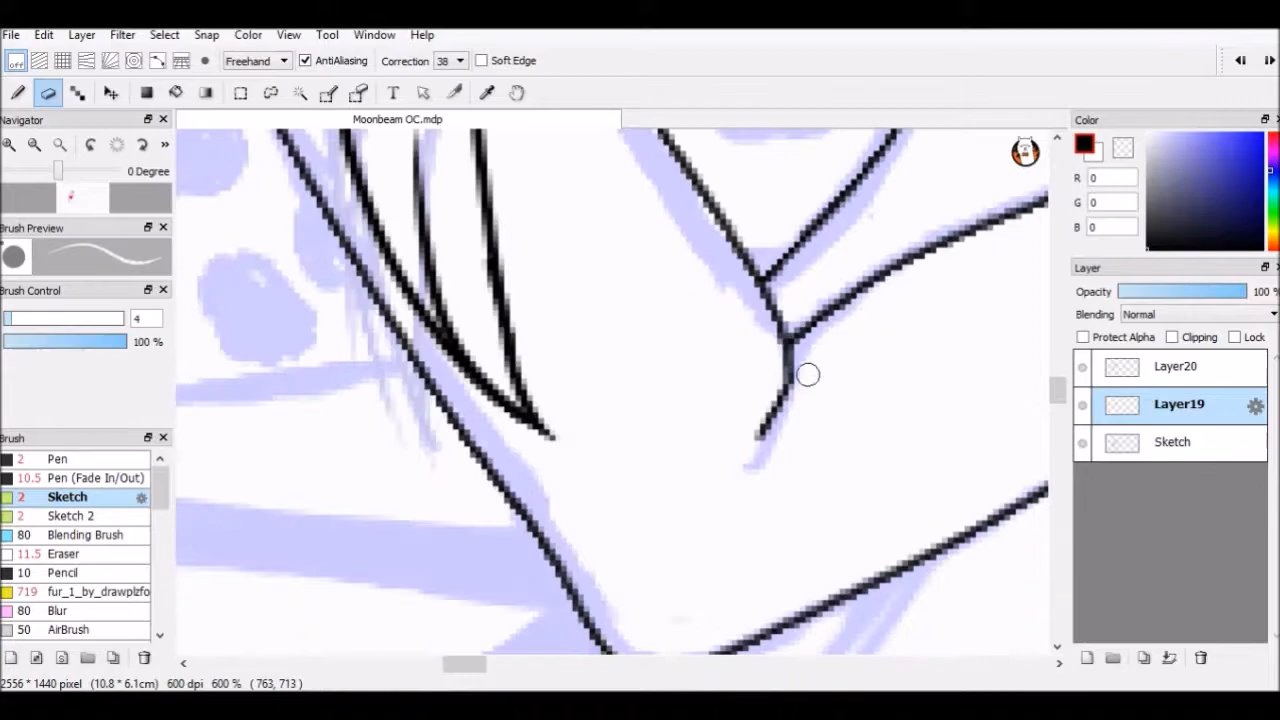 File Edit Layer Filter Select Snap Color View Tool Window Help
off Freehand AntiAliasing Correction 38 Soft Edge
T
Navigator
Moonbeam OC.mdp
Color
0 Degree
R 0
G 0
B 0
Brush Preview
Brush Control
4
100 %
Layer
Opacity 100 %
Blending Normal
Protect Alpha Clipping Lock
Layer20
Layer19
Sketch
Brush
2 Pen
10.5 Pen (Fade In/Out)
2 Sketch
2 Sketch 2
80 Blending Brush
11.5 Eraser
10 Pencil
719 fur_1_by_drawplzfo
80 Blur
50 AirBrush
2556 * 1440 pixel (10.8 * 6.1cm) 600 dpi 600 % ( 763, 713 )